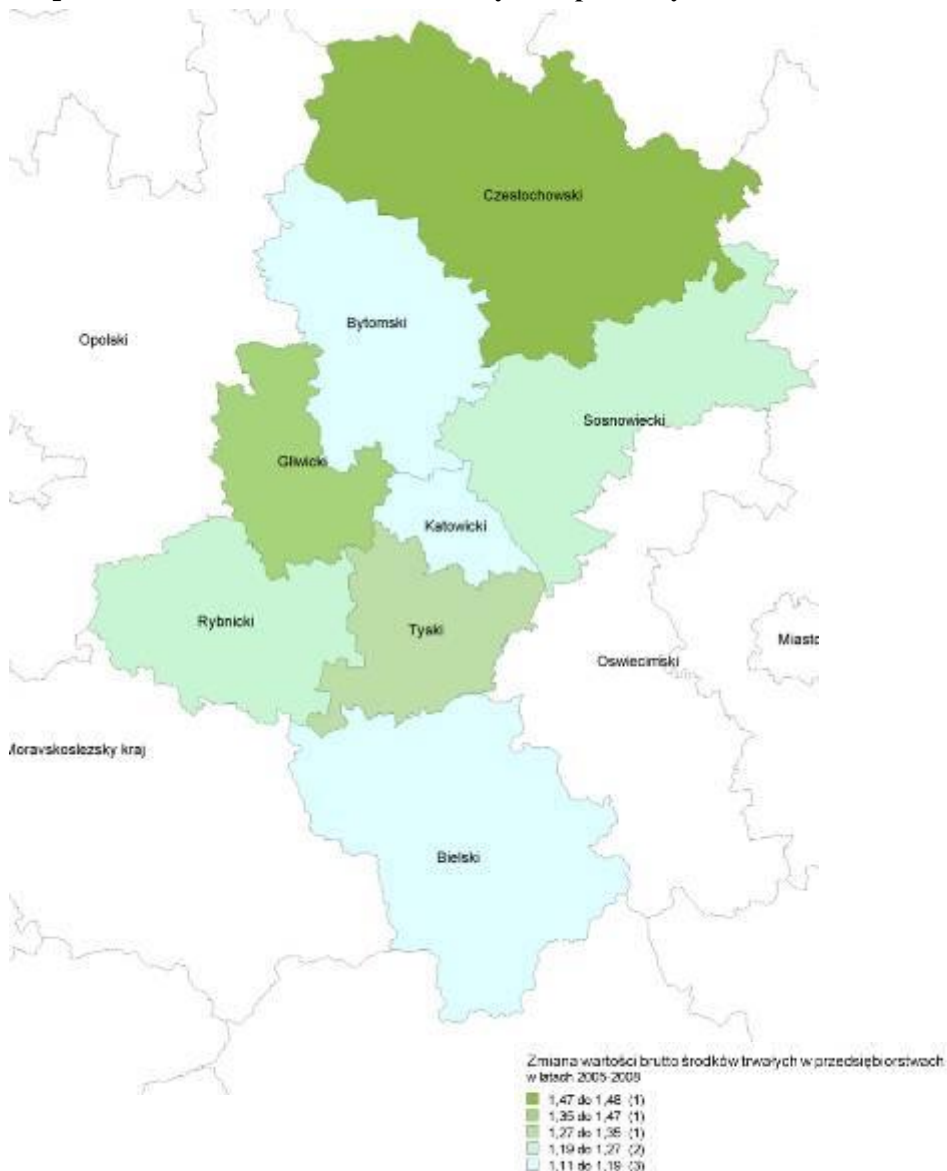 Czestochowski
Bytomski
Opolski
Sosnowiecki
Gliwicki
Katowicki
Rybnicki
Tyski
Miasto
Oswiecimski
Moravskoslezsky kraj
Bielski
Zmiana wartości brutto środków trwałych w przedsiębiorstwach
w latach 2005-2008
1,47 do 1,48 (1)
1,35 do 1,47 (1)
1,27 do 1,35 (1)
1,19 do 1,27 (2)
1,11 do 1,19 (3)